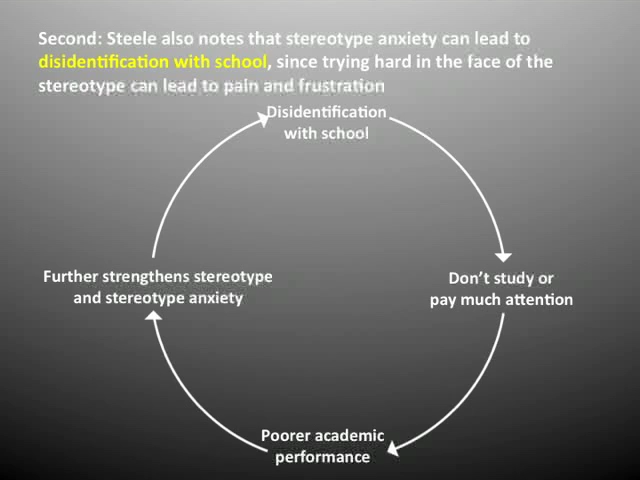 Second: Steele also notes that stereotype anxiety can lead to
disidentification with school, since trying hard in the face of the
stereotype can lead to pain and frustration
Disidentification
with school
Don't study or
pay much attention
Poorer academic
performance
Further strengthens stereotype
and stereotype anxiety